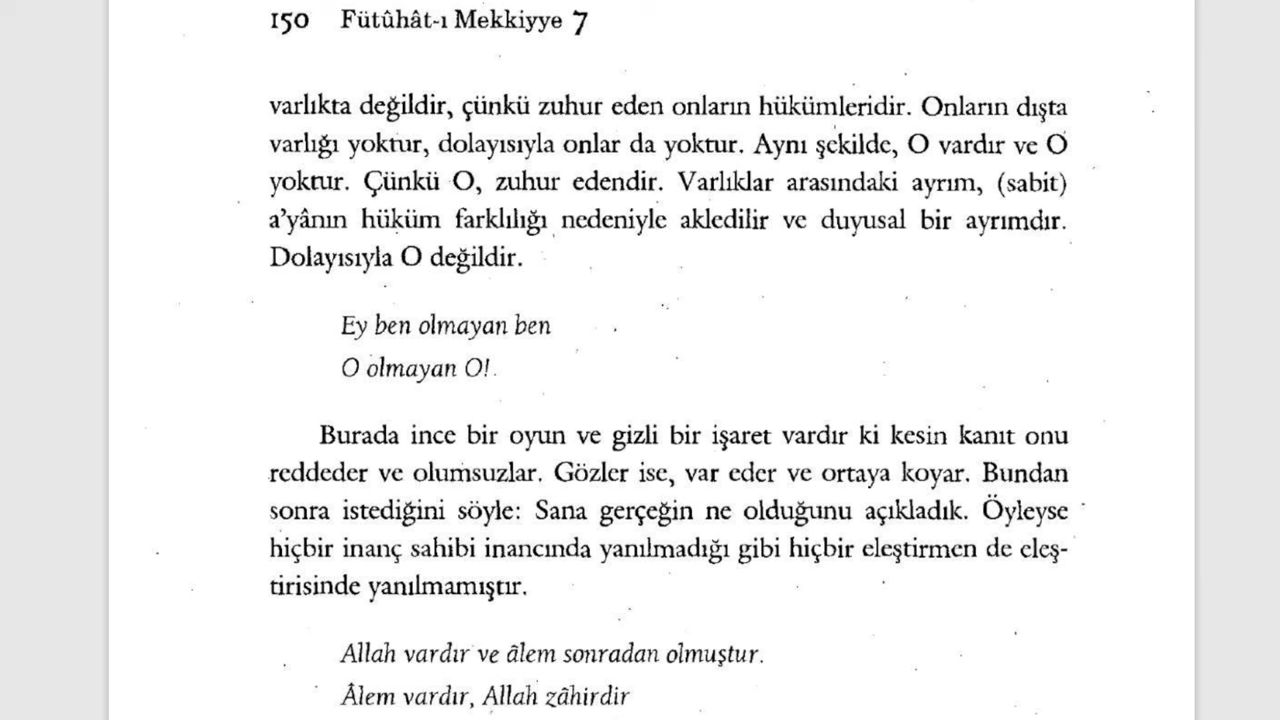 150 Fütûhât-ı Mekkiyye 7
varlıkta değildir, çünkü zuhur eden onların hükümleridir. Onların dışta
varlığı yoktur, dolayısıyla onlar da yoktur. Aynı şekilde, O vardır ve O
yoktur. Çünkü O, zuhur edendir. Varlıklar arasındaki ayrım, (sabit)
a’yânın hüküm farklılığı nedeniyle akledilir ve duyusal bir ayrımdır.
Dolayısıyla O değildir.
Ey ben olmayan ben
O olmayan O!
Burada ince bir oyun ve gizli bir işaret vardır ki kesin kanıt onu
reddeder ve olumsuzlar. Gözler ise, var eder ve ortaya koyar. Bundan
sonra istediğini söyle: Sana gerçeğin ne olduğunu açıkladık. Öyleyse
hiçbir inanç sahibi inancında yanılmadığı gibi hiçbir eleştirmen de eleş-
tirisinde yanılmamıştır.
Allah vardır ve âlem sonradan olmuştur.
Âlem vardır, Allah zâhirdir